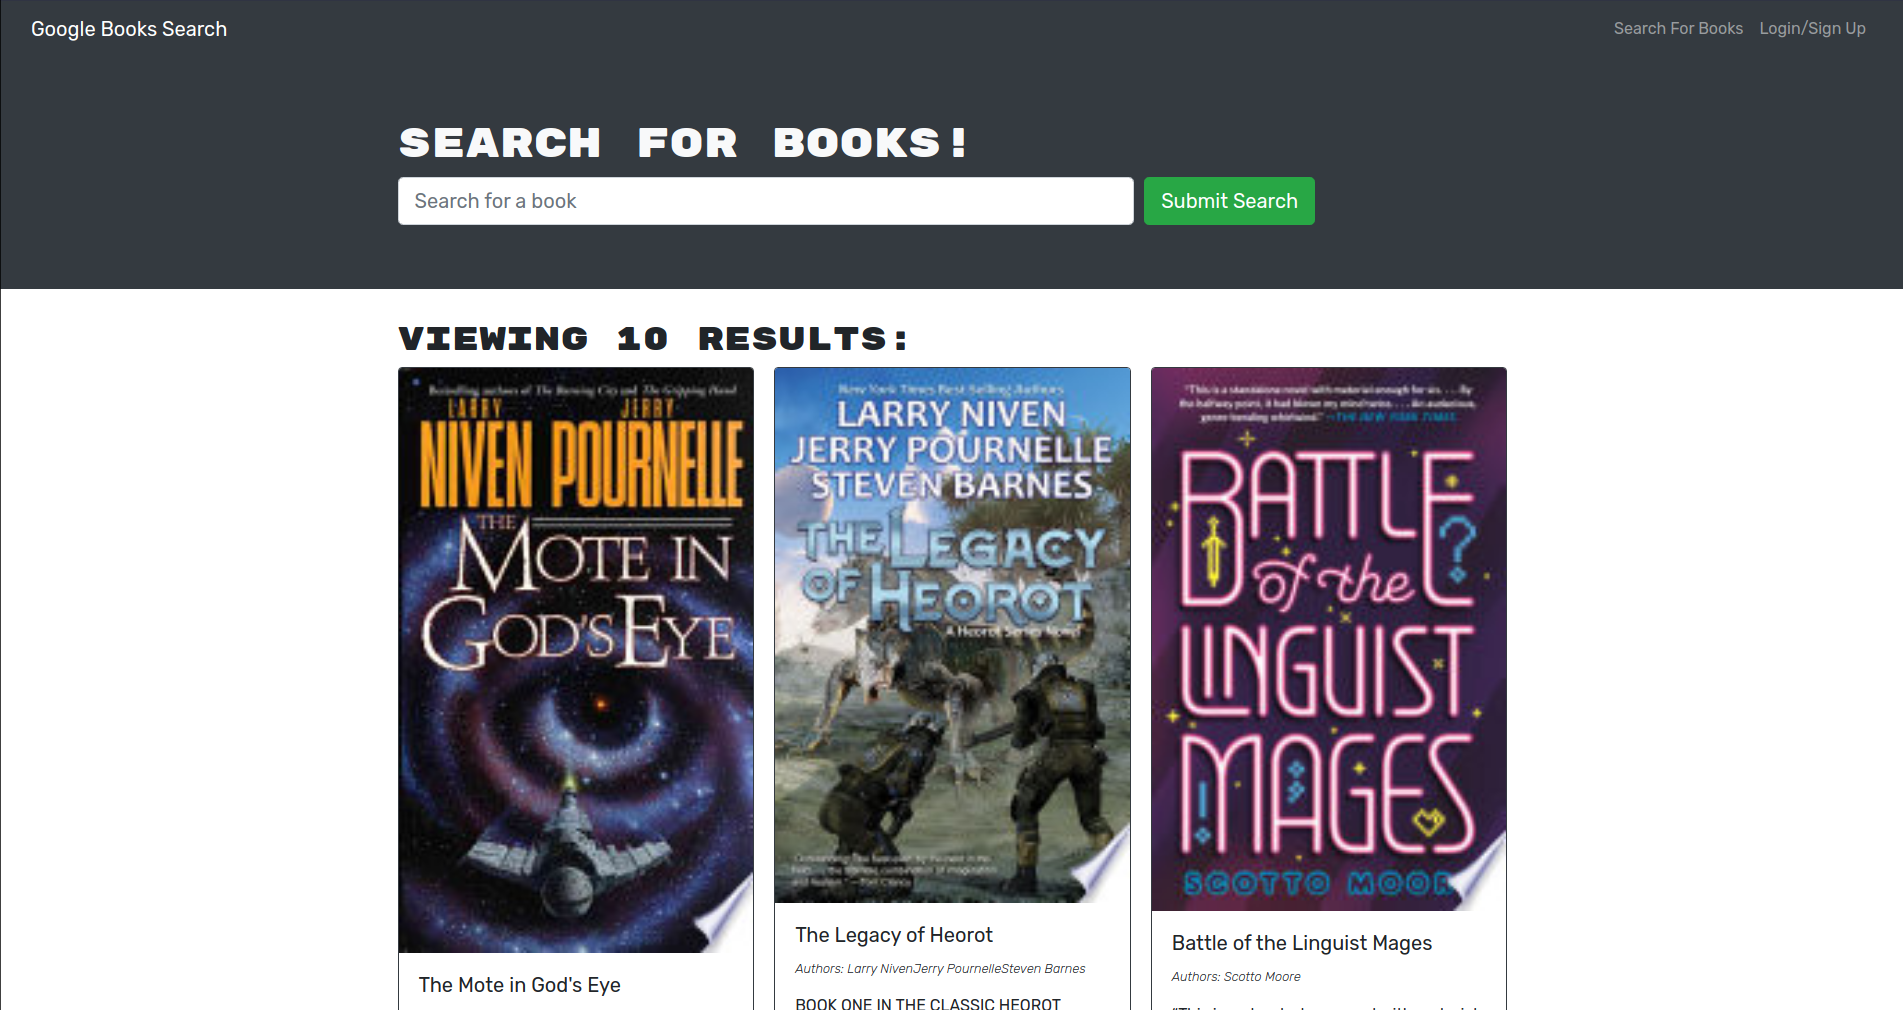 Google Books Search
Search For Books
Login/Sign Up
SEARCH FOR BOOKS!
Search for a book
Submit Search
VIEWING 10 RESULTS:
Bestselling authors of The Burning City and The Gripping Hand
LARRY JERRY
NIVEN POURNELLE
THE
MOTE IN
GOD'S EYE
The Mote in God's Eye
New York Times Best Selling Authors
LARRY NIVEN
JERRY POURNELLE
STEVEN BARNES
THE LEGACY
OF HEOROT
A Heorot Series Novel
The Legacy of Heorot
Authors: Larry NivenJerry PournelleSteven Barnes
BOOK ONE IN THE CLASSIC HEOROT
"This is a standalone novel with material enough for six. . . . By
the halfway point, it had blown my mind twice. . . . An audacious,
genre-bending whirlwind." —THE NEW YORK TIMES
BATTLE
of the
LINGUIST
MAGES
SCOTTO MOOR
Battle of the Linguist Mages
Authors: Scotto Moore